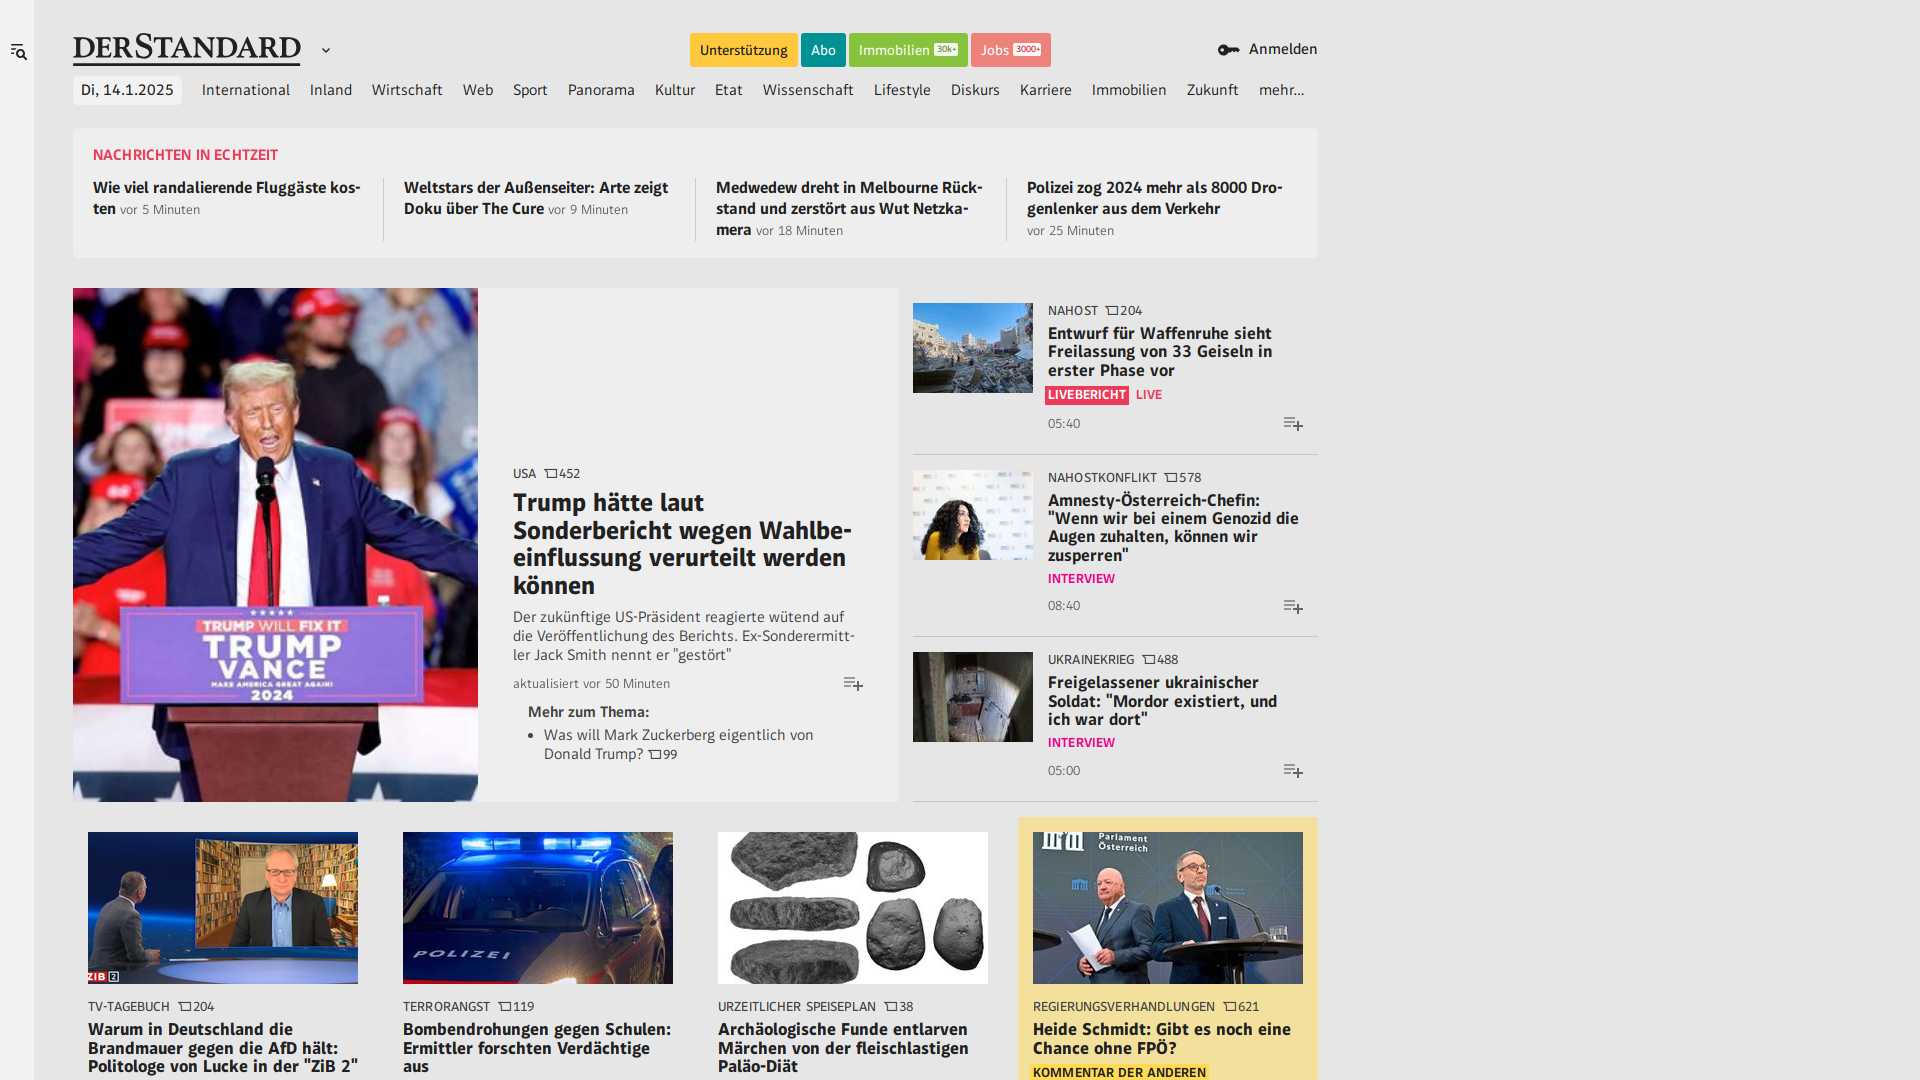 DERSTANDARD
Unterstützung
Abo
Immobilien 30k+
Jobs 3000+
Anmelden
Di, 14.1.2025 International Inland Wirtschaft Web Sport Panorama Kultur Etat Wissenschaft Lifestyle Diskurs Karriere Immobilien Zukunft mehr...
NACHRICHTEN IN ECHTZEIT
Wie viel randalierende Fluggäste kos-
ten vor 5 Minuten
Weltstars der Außenseiter: Arte zeigt
Doku über The Cure vor 9 Minuten
Medwedew dreht in Melbourne Rück-
stand und zerstört aus Wut Netzka-
mera vor 18 Minuten
Polizei zog 2024 mehr als 8000 Dro-
genlenker aus dem Verkehr
vor 25 Minuten
TRUMP WILL FIX IT
TRUMP
VANCE
MAKE AMERICA GREAT AGAIN!
2024
USA 452
Trump hätte laut
Sonderbericht wegen Wahlbe-
einflussung verurteilt werden
können
Der zukünftige US-Präsident reagierte wütend auf
die Veröffentlichung des Berichts. Ex-Sonderermitt-
ler Jack Smith nennt er "gestört"
aktualisiert vor 50 Minuten
Mehr zum Thema:
• Was will Mark Zuckerberg eigentlich von
Donald Trump? 99
NAHOST 204
Entwurf für Waffenruhe sieht
Freilassung von 33 Geiseln in
erster Phase vor
LIVEBERICHT LIVE
05:40
NAHOSTKONFLIKT 578
Amnesty-Österreich-Chefin:
"Wenn wir bei einem Genozid die
Augen zuhalten, können wir
zusperren"
INTERVIEW
08:40
UKRAINEKRIEG 488
Freigelassener ukrainischer
Soldat: "Mordor existiert, und
ich war dort"
INTERVIEW
05:00
ZIB 2
TV-TAGEBUCH 204
Warum in Deutschland die
Brandmauer gegen die AfD hält:
Politologe von Lucke in der "ZiB 2"
POLIZEI
TERRORANGST 119
Bombendrohungen gegen Schulen:
Ermittler forschten Verdächtige
aus
URZEITLICHER SPEISEPLAN 38
Archäologische Funde entlarven
Märchen von der fleischlastigen
Paläo-Diät
Parlament
Österreich
REGIERUNGSVERHANDLUNGEN 621
Heide Schmidt: Gibt es noch eine
Chance ohne FPÖ?
KOMMENTAR DER ANDEREN